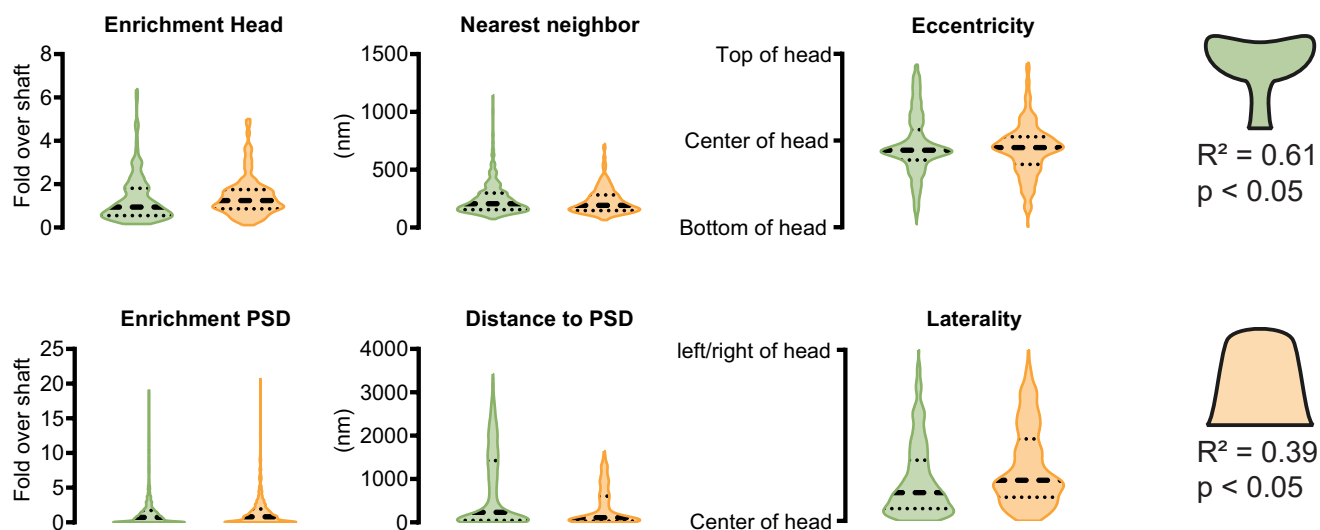 Enrichment Head
Fold over shaft
8
6
4
2
0
Nearest neighbor
(nm)
1500
1000
500
0
Eccentricity
Top of head
Center of head
Bottom of head
R² = 0.61
p < 0.05
Enrichment PSD
Fold over shaft
25
20
15
10
5
0
Distance to PSD
(nm)
4000
3000
2000
1000
0
Laterality
left/right of head
Center of head
R² = 0.39
p < 0.05